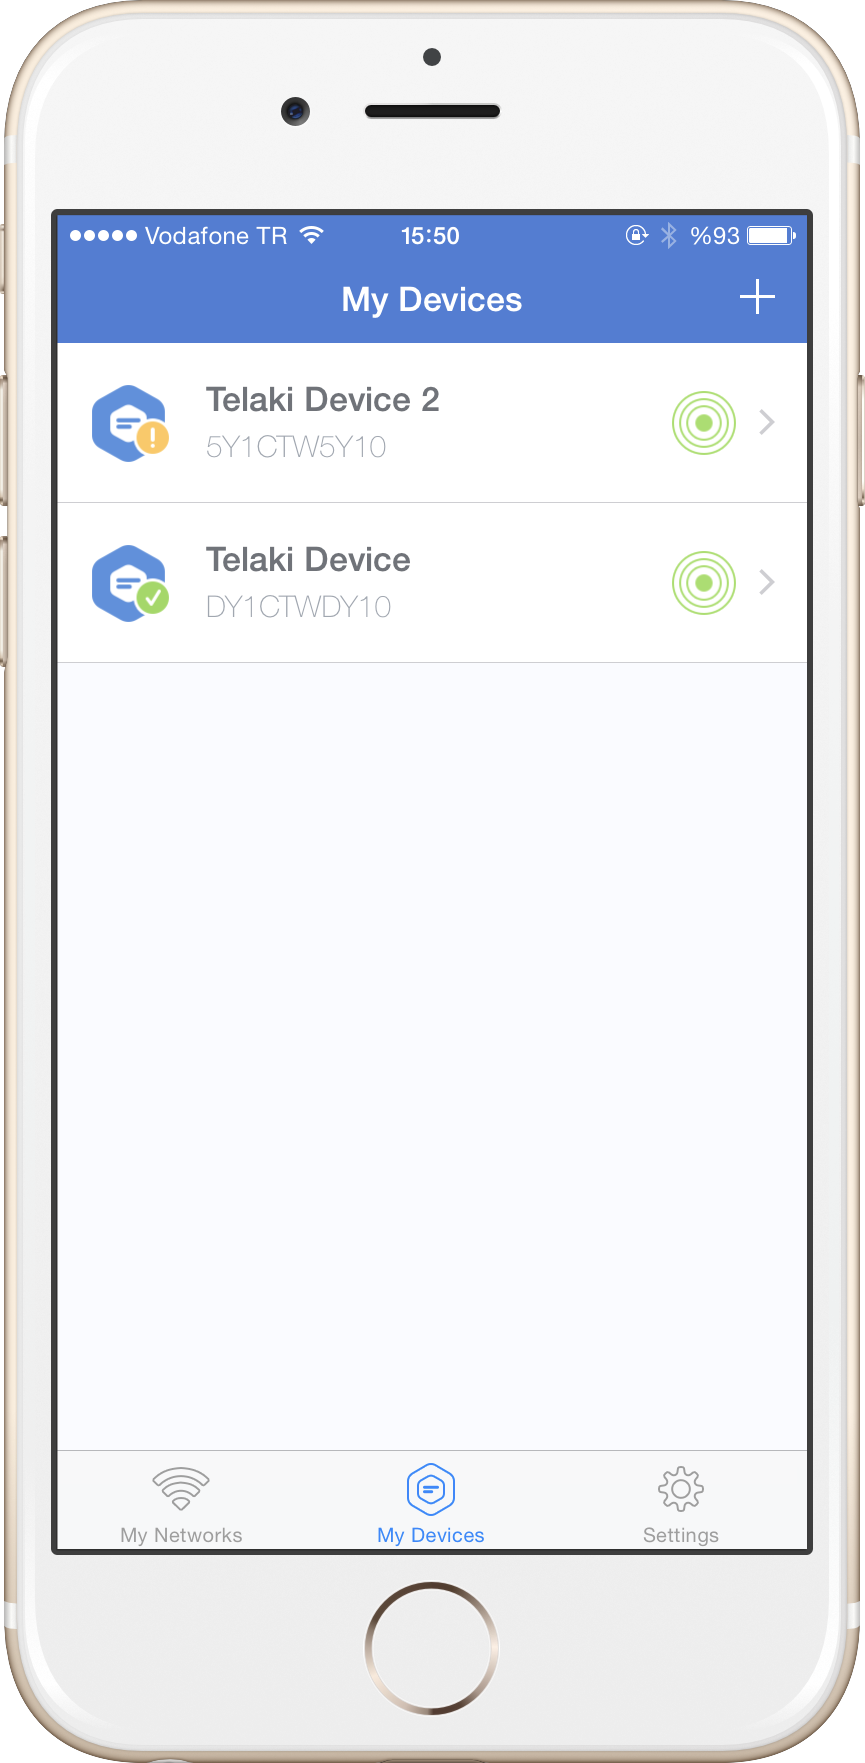 Vodafone TR 15:50 %93
My Devices
Telaki Device 2
5Y1CTW5Y10
Telaki Device
DY1CTWDY10
My Networks My Devices Settings